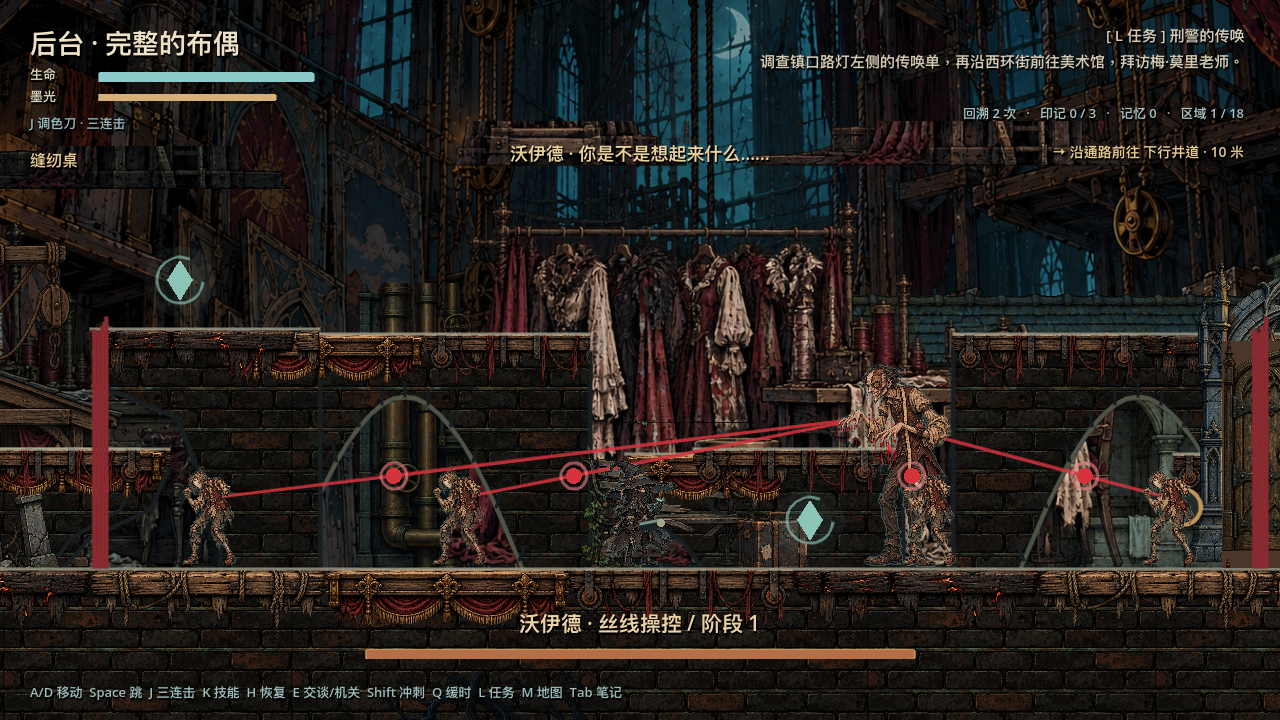 后台 · 完整的布偶
生命
墨光
J 调色刀 · 三连击
缝纫桌
[ L 任务 ] 刑警的传唤
调查镇口路灯左侧的传唤单，再沿西环街前往美术馆，拜访梅·莫里老师。
回溯 2 次 · 印记 0 / 3 · 记忆 0 · 区域 1 / 18
→ 沿通路前往 下行井道 · 10 米
沃伊德 · 你是不是想起来什么……
沃伊德 · 丝线操控 / 阶段 1
A/D 移动 Space 跳 J 三连击 K 技能 H 恢复 E 交谈/机关 Shift 冲刺 Q 缓时 L 任务 M 地图 Tab 笔记